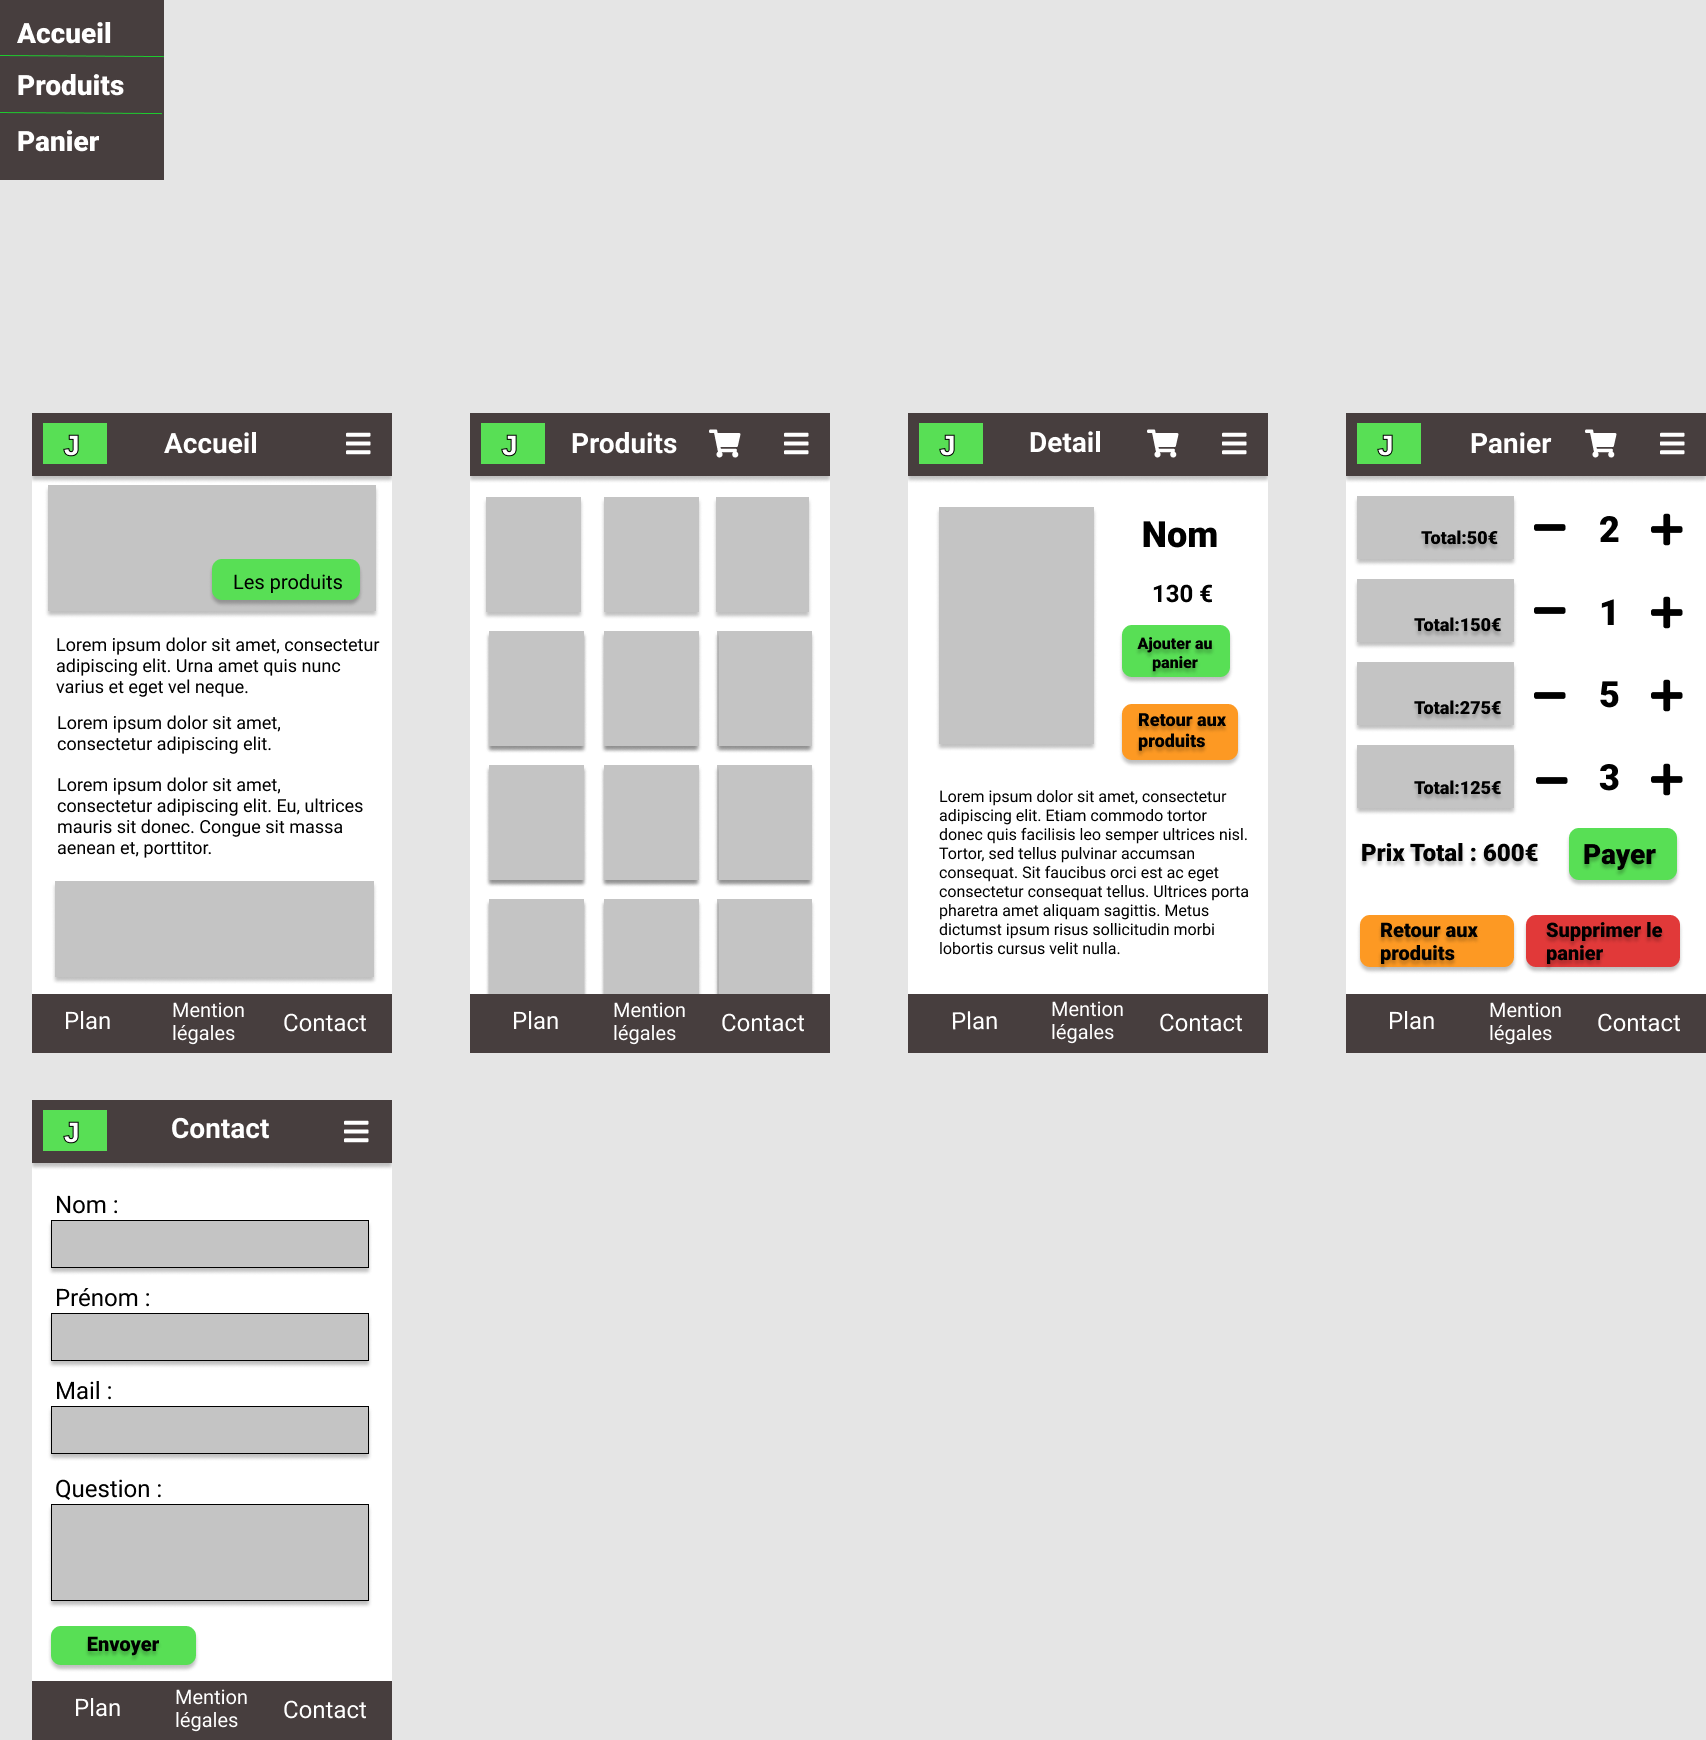 Accueil
Produits
Panier
J Accueil
Les produits
Lorem ipsum dolor sit amet, consectetur
adipiscing elit. Urna amet quis nunc
varius et eget vel neque.
Lorem ipsum dolor sit amet,
consectetur adipiscing elit.
Lorem ipsum dolor sit amet,
consectetur adipiscing elit. Eu, ultrices
mauris sit donec. Congue sit massa
aenean et, porttitor.
Plan
Mention
légales
Contact
J Produits
Plan
Mention
légales
Contact
J Detail
Nom
130 €
Ajouter au
panier
Retour aux
produits
Lorem ipsum dolor sit amet, consectetur
adipiscing elit. Etiam commodo tortor
donec quis facilisis leo semper ultrices nisl.
Tortor, sed tellus pulvinar accumsan
consequat. Sit faucibus orci est ac eget
consectetur consequat tellus. Ultrices porta
pharetra amet aliquam sagittis. Metus
dictumst ipsum risus sollicitudin morbi
lobortis cursus velit nulla.
Plan
Mention
légales
Contact
J Panier
Total:50€ 2
Total:150€ 1
Total:275€ 5
Total:125€ 3
Prix Total : 600€
Payer
Retour aux
produits
Supprimer le
panier
Plan
Mention
légales
Contact
J Contact
Nom :
Prénom :
Mail :
Question :
Envoyer
Plan
Mention
légales
Contact